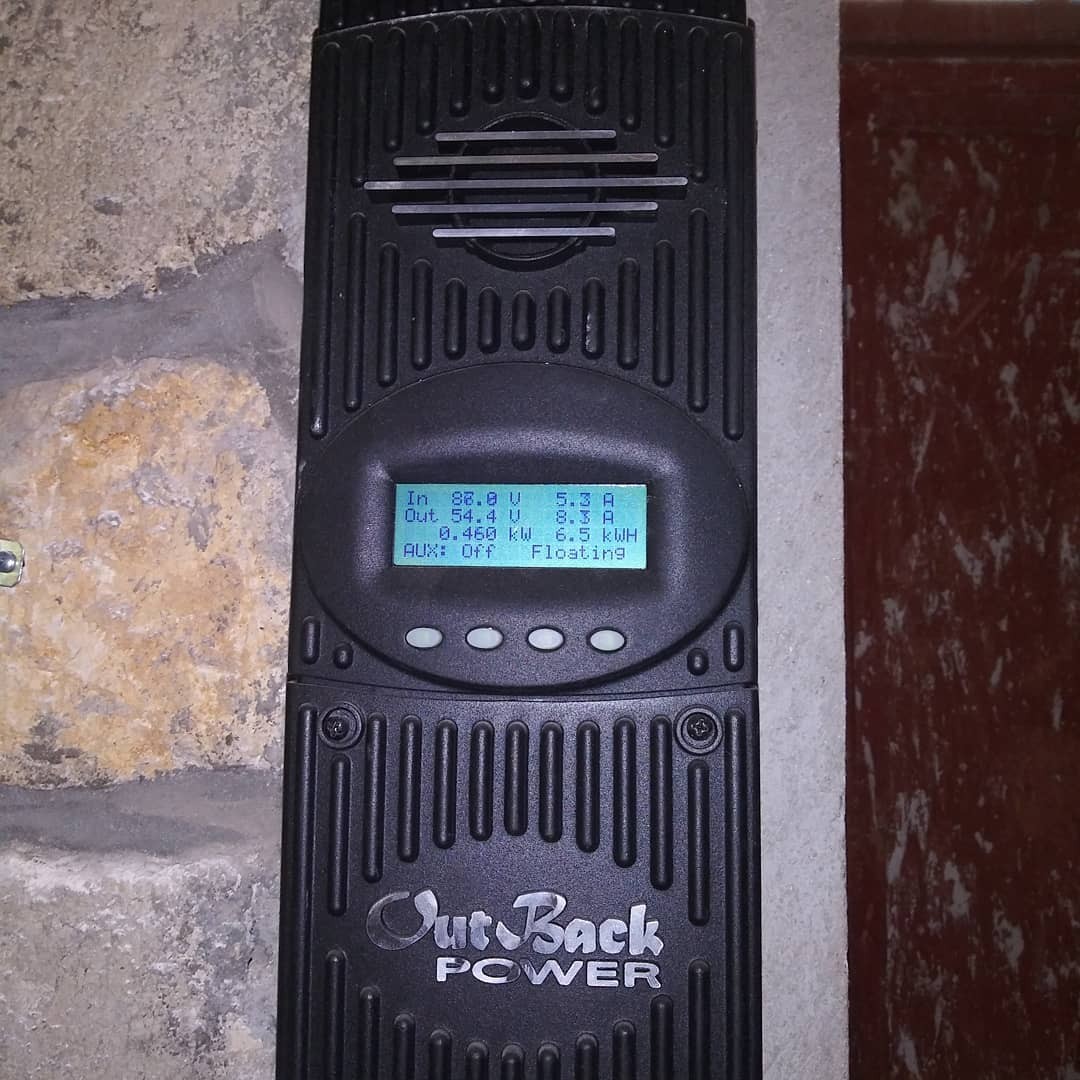 In 88.0 V 5.3 A
Out 54.4 V 8.3 A
0.460 kW 6.5 kWH
AUX: Off Floating
OutBack
POWER